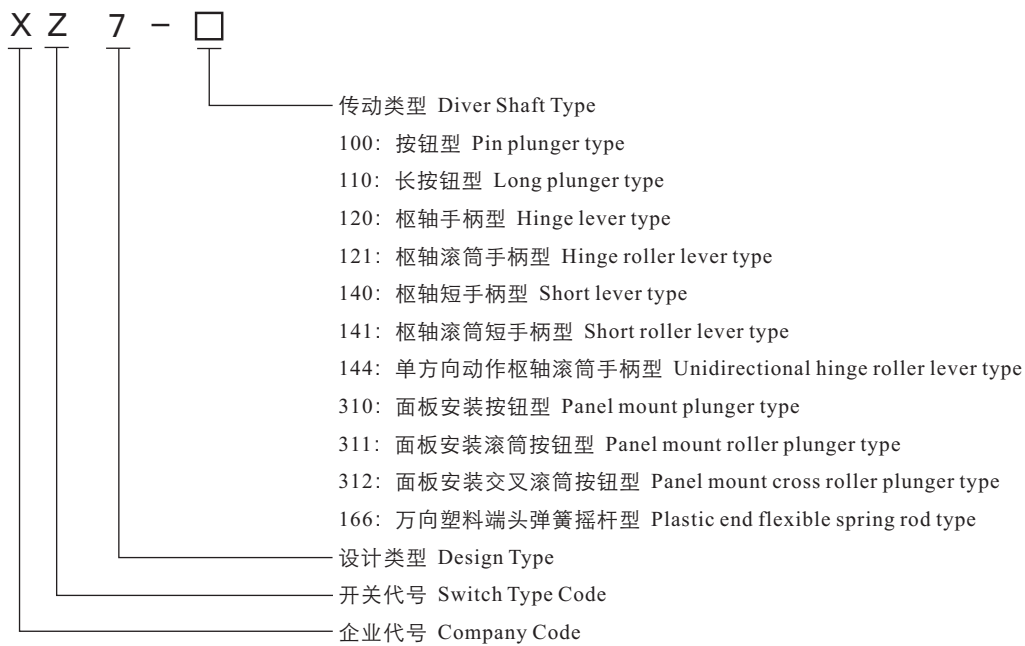 X Z 7 - □
传动类型 Diver Shaft Type
100: 按钮型 Pin plunger type
110: 长按钮型 Long plunger type
120: 枢轴手柄型 Hinge lever type
121: 枢轴滚筒手柄型 Hinge roller lever type
140: 枢轴短手柄型 Short lever type
141: 枢轴滚筒短手柄型 Short roller lever type
144: 单方向动作枢轴滚筒手柄型 Unidirectional hinge roller lever type
310: 面板安装按钮型 Panel mount plunger type
311: 面板安装滚筒按钮型 Panel mount roller plunger type
312: 面板安装交叉滚筒按钮型 Panel mount cross roller plunger type
166: 万向塑料端头弹簧摇杆型 Plastic end flexible spring rod type
设计类型 Design Type
开关代号 Switch Type Code
企业代号 Company Code